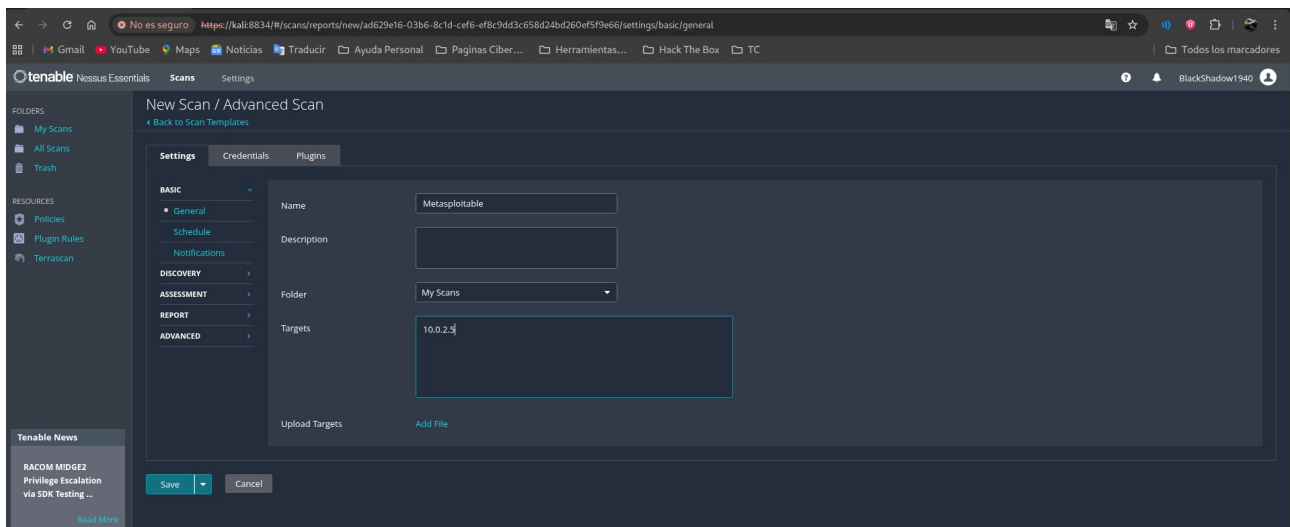 No es seguro https://kali:8834/#/scans/reports/new/ad629e16-03b6-8c1d-cef6-ef8c9dd3c658d24bd260ef5f9e66/settings/basic/general
Gmail YouTube Maps Noticias Traducir Ayuda Personal Paginas Ciber... Herramientas... Hack The Box TC Todos los marcadores
tenable Nessus Essentials Scans Settings BlackShadow1940
FOLDERS
My Scans
All Scans
Trash
RESOURCES
Policies
Plugin Rules
Terrascan
Tenable News
RACOM M!DGE2
Privilege Escalation
via SDK Testing ...
Read More
New Scan / Advanced Scan
Back to Scan Templates
Settings Credentials Plugins
BASIC
General
Schedule
Notifications
DISCOVERY
ASSESSMENT
REPORT
ADVANCED
Name Metasploitable
Description
Folder My Scans
Targets 10.0.2.5
Upload Targets Add File
Save Cancel